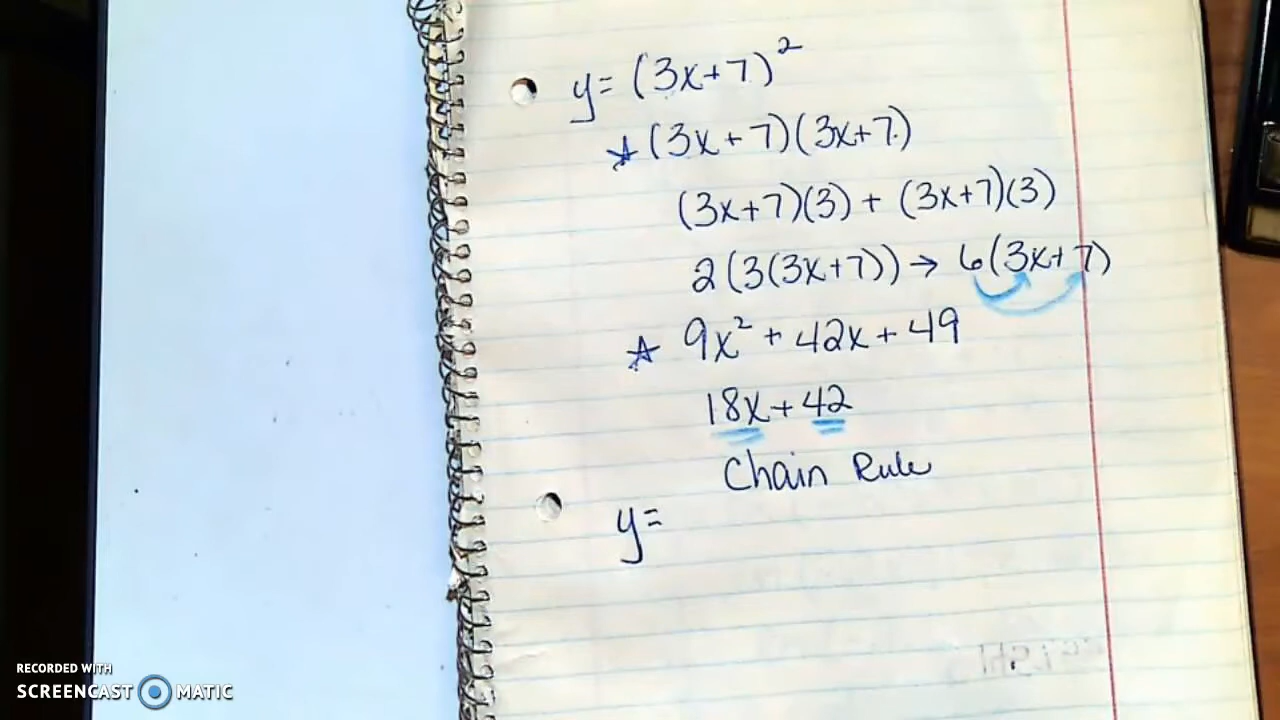 y= (3x+7)²
★ (3x+7)(3x+7)
(3x+7)(3) + (3x+7)(3)
2(3(3x+7)) → 6(3x+7)
★ 9x² + 42x + 49
18x + 42
Chain Rule
y=
RECORDED WITH
SCREENCAST MATIC